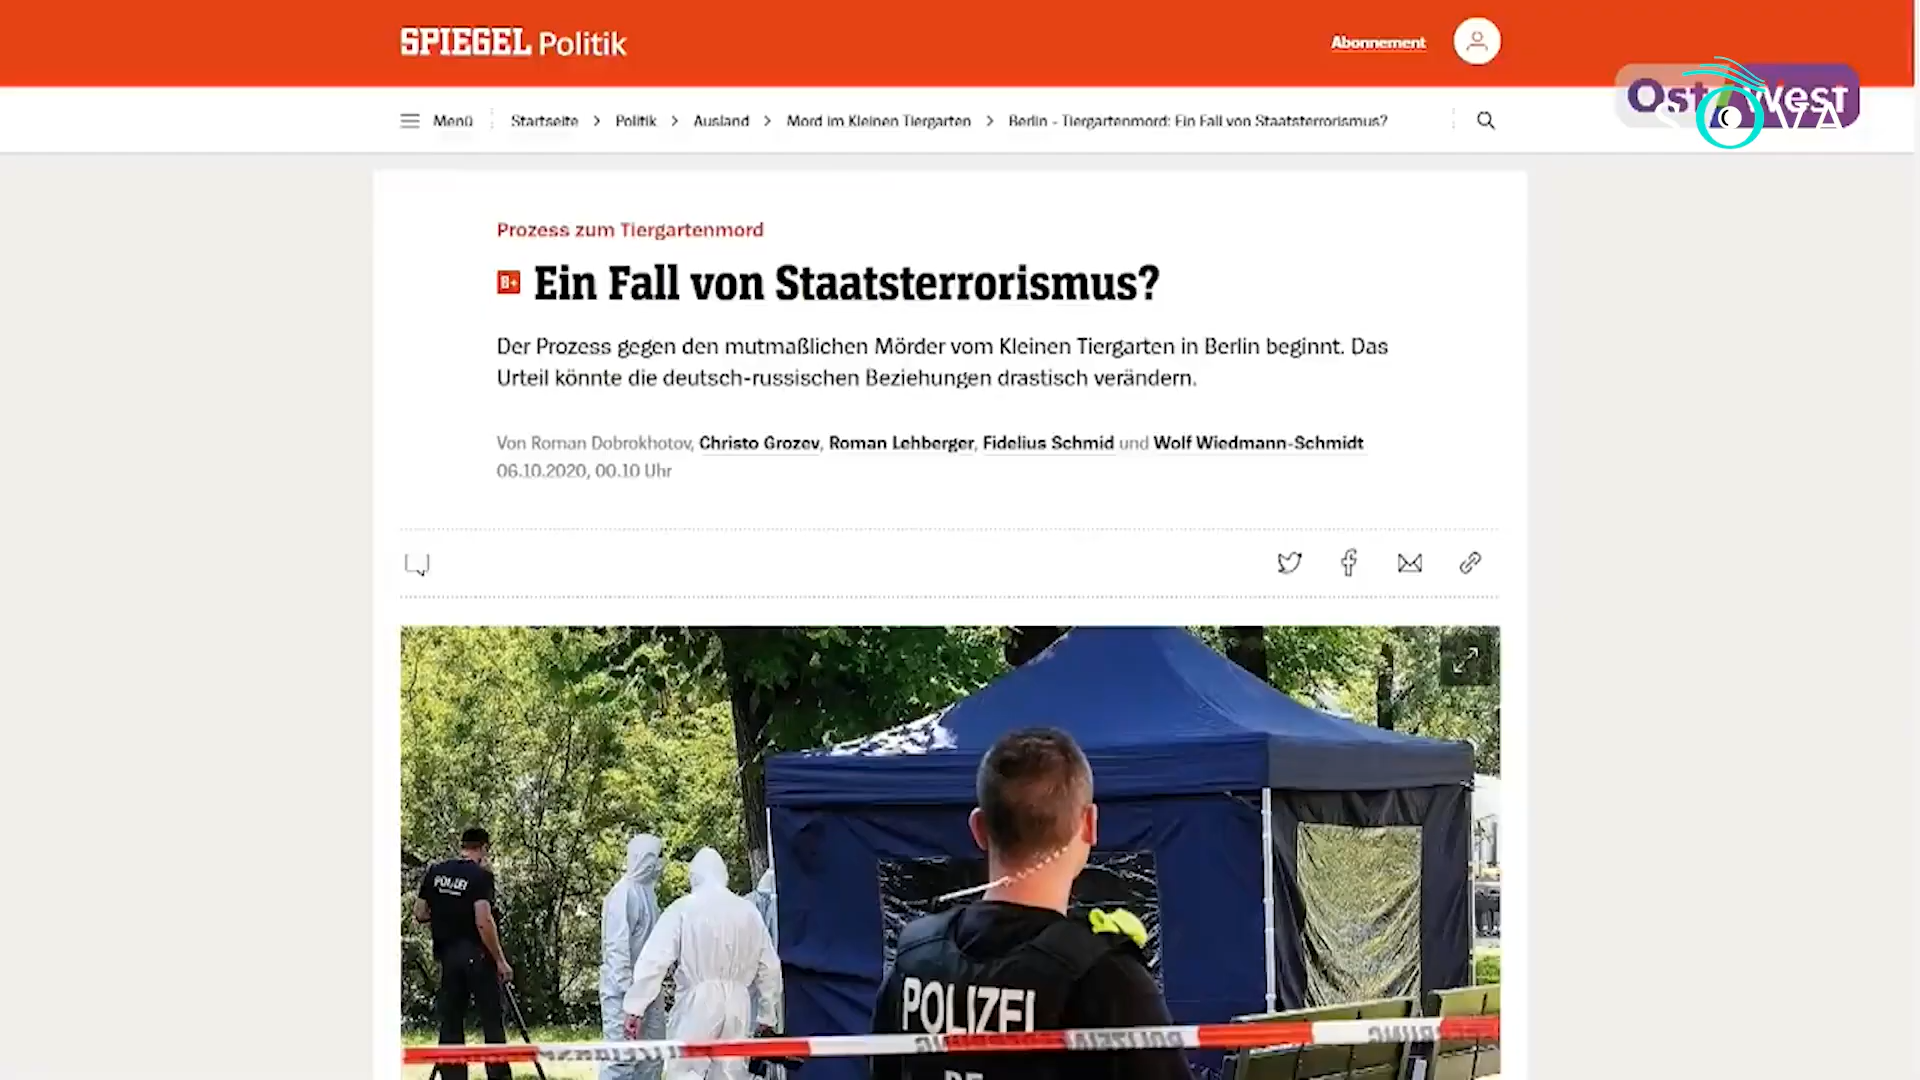 SPIEGEL Politik
Abonnement
Ost West
SOVA
Menü
Startseite > Politik > Ausland > Mord im Kleinen Tiergarten > Berlin - Tiergartenmord: Ein Fall von Staatsterrorismus?
Prozess zum Tiergartenmord
Ein Fall von Staatsterrorismus?
Der Prozess gegen den mutmaßlichen Mörder vom Kleinen Tiergarten in Berlin beginnt. Das
Urteil könnte die deutsch-russischen Beziehungen drastisch verändern.
Von Roman Dobrokhotov, Christo Grozev, Roman Lehberger, Fidelius Schmid und Wolf Wiedmann-Schmidt
06.10.2020, 00.10 Uhr
POLIZEI
POLIZEI